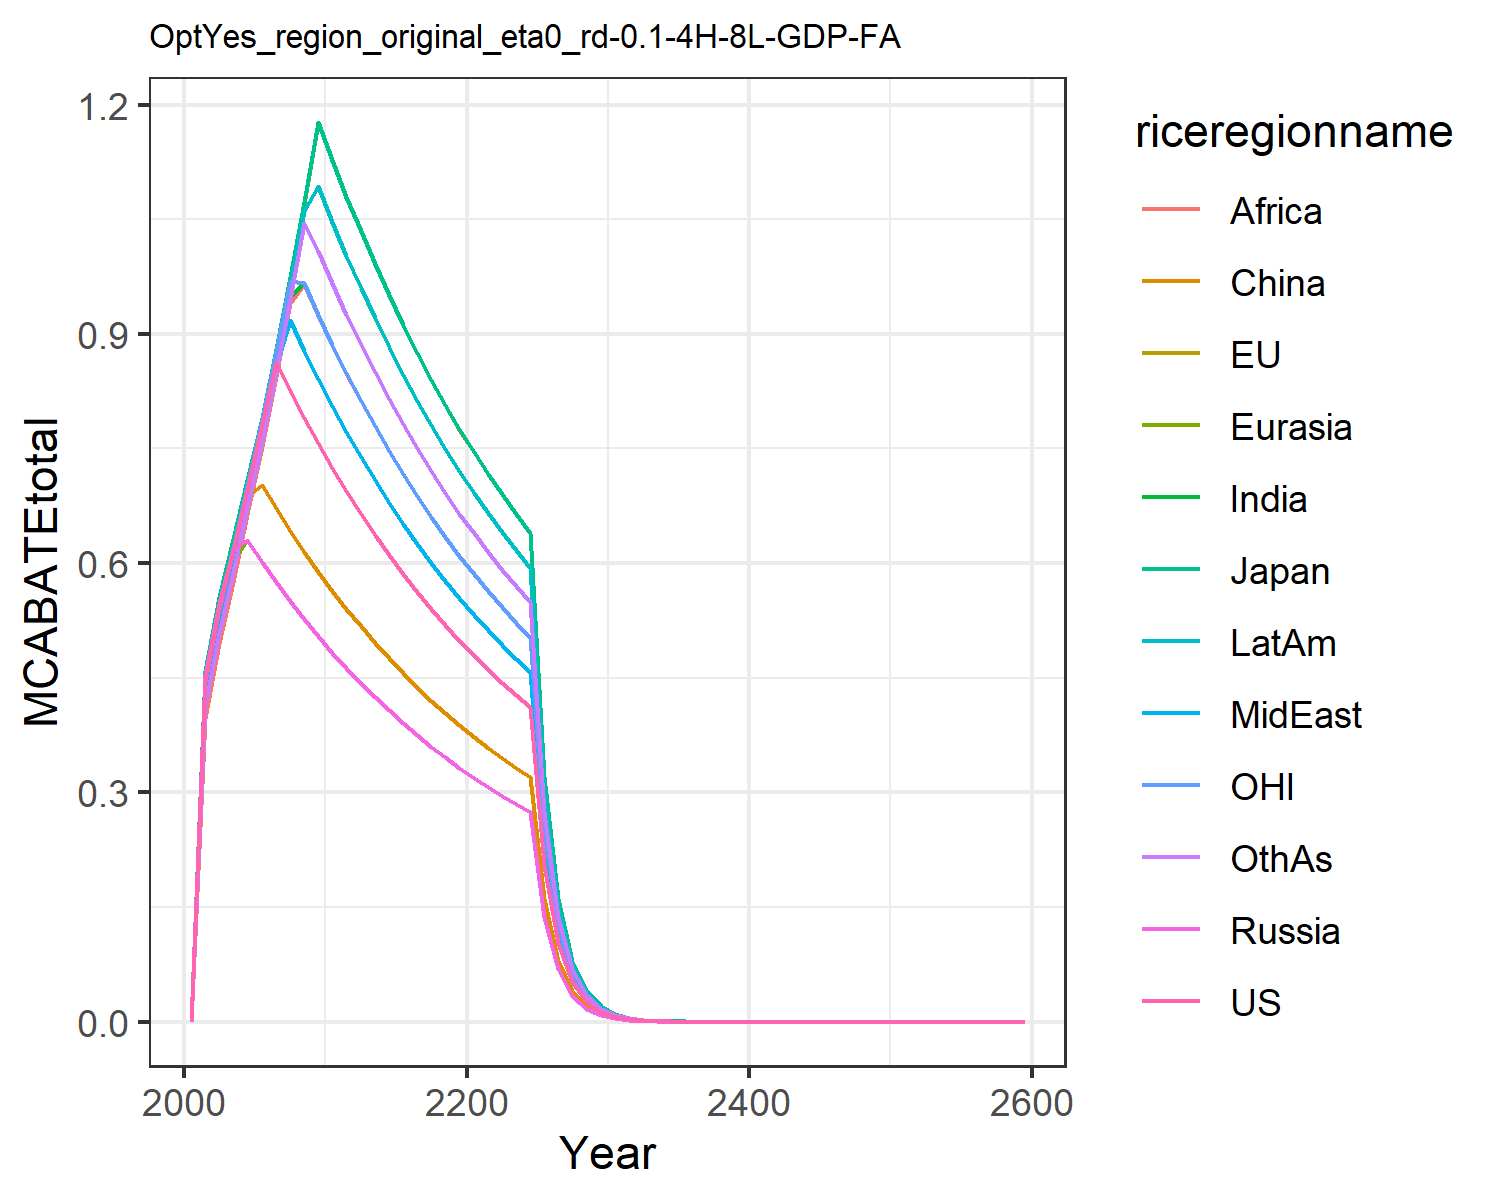 OptYes_region_original_eta0_rd-0.1-4H-8L-GDP-FA
1.2
0.9
0.6
0.3
0.0
MCABATEtotal
2000
2200
2400
2600
Year
riceregionname
Africa
China
EU
Eurasia
India
Japan
LatAm
MidEast
OHI
OthAs
Russia
US